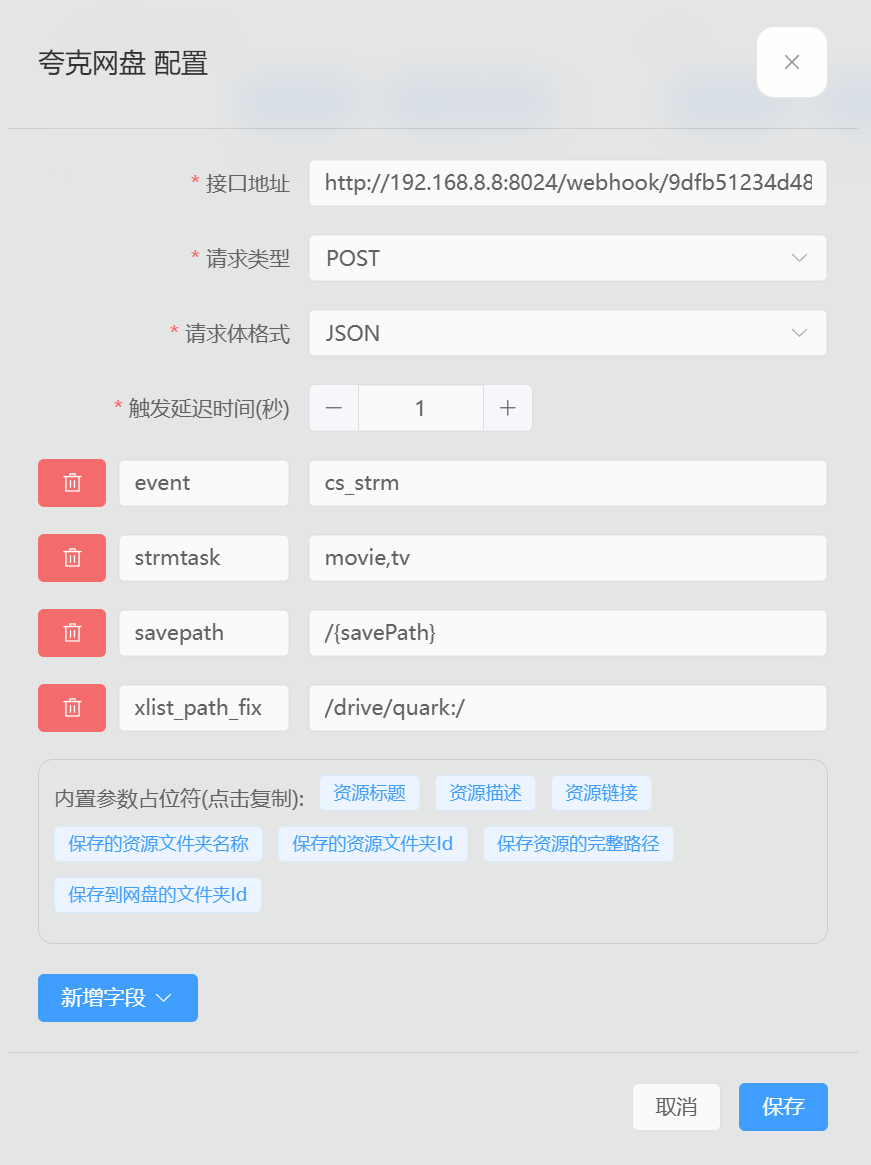 夸克网盘 配置
* 接口地址 http://192.168.8.8:8024/webhook/9dfb51234d48
* 请求类型 POST
* 请求体格式 JSON
* 触发延迟时间(秒) 1
event cs_strm
strmtask movie,tv
savepath /{savePath}
xlist_path_fix /drive/quark:/
内置参数占位符(点击复制): 资源标题 资源描述 资源链接
保存的资源文件夹名称 保存的资源文件夹Id 保存资源的完整路径
保存到网盘的文件夹Id
新增字段
取消 保存